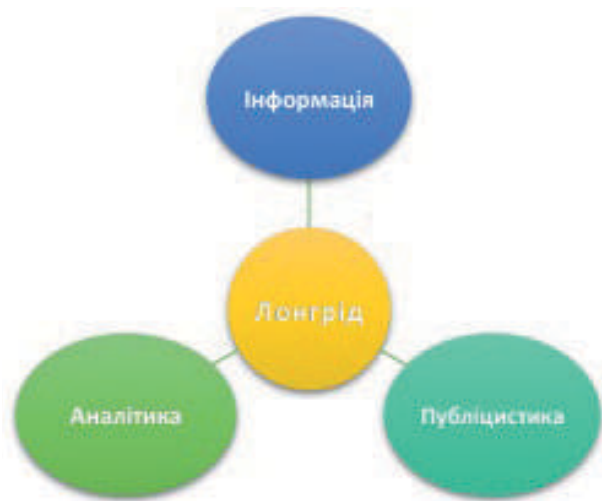 Інформація
Лонгрід
Аналітика
Публіцистика